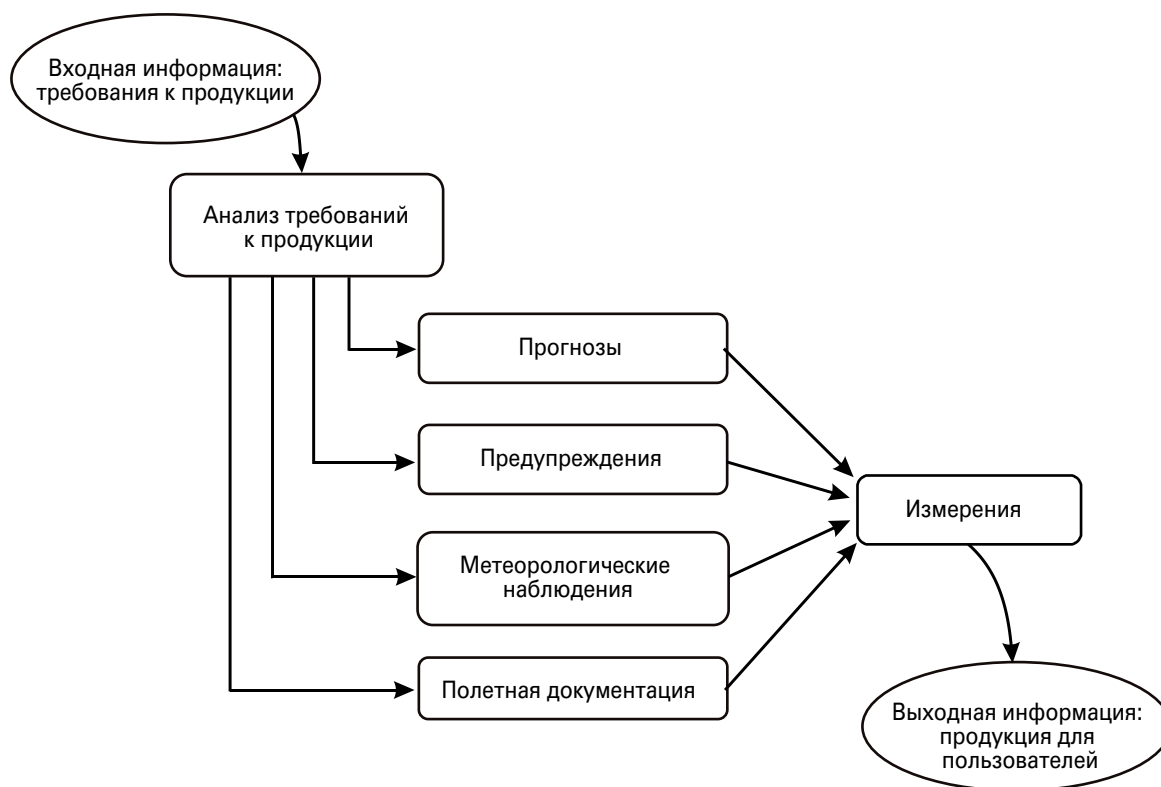 Входная информация:
требования к продукции
Анализ требований
к продукции
Прогнозы
Предупреждения
Метеорологические
наблюдения
Полетная документация
Измерения
Выходная информация:
продукция для
пользователей